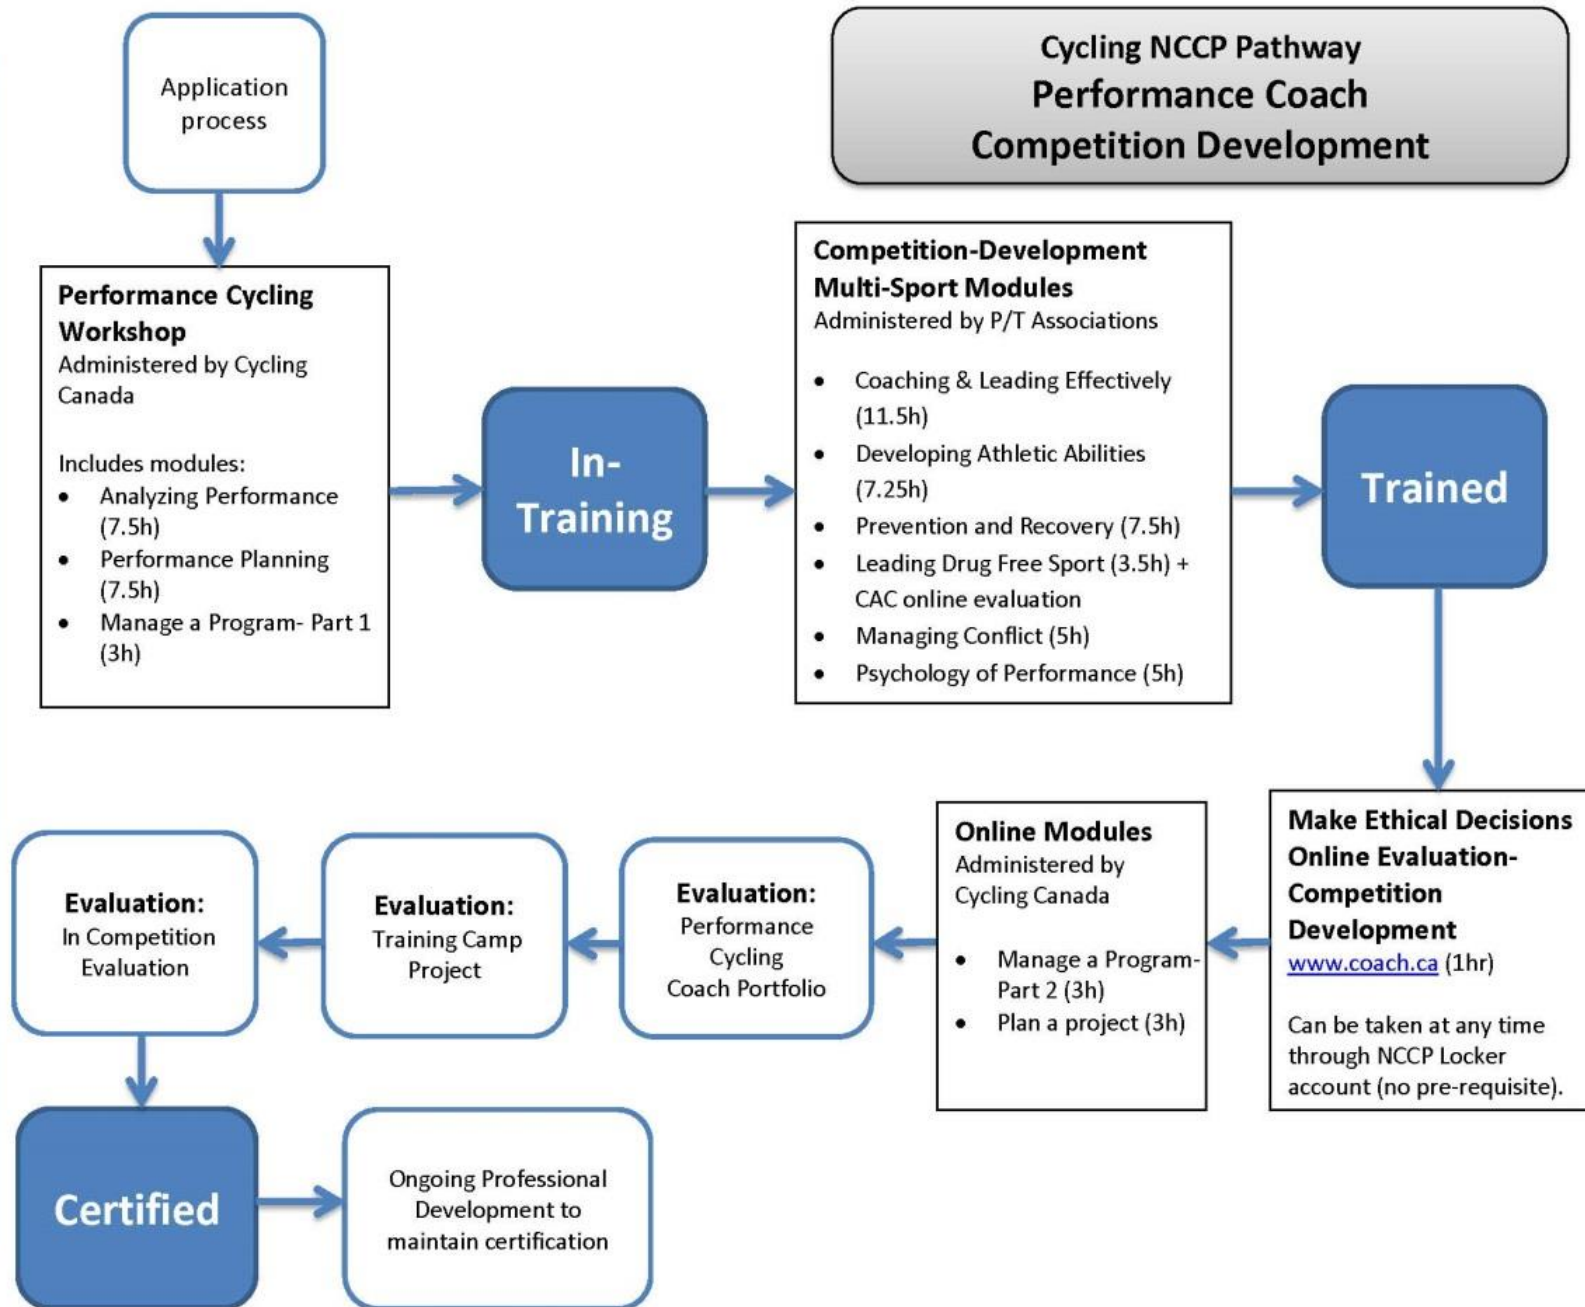 Cycling NCCP Pathway
Performance Coach
Competition Development
Application
process
Performance Cycling
Workshop
Administered by Cycling
Canada
Includes modules:
• Analyzing Performance
(7.5h)
• Performance Planning
(7.5h)
• Manage a Program- Part 1
(3h)
In-
Training
Competition-Development
Multi-Sport Modules
Administered by P/T Associations
• Coaching & Leading Effectively
(11.5h)
• Developing Athletic Abilities
(7.25h)
• Prevention and Recovery (7.5h)
• Leading Drug Free Sport (3.5h) +
CAC online evaluation
• Managing Conflict (5h)
• Psychology of Performance (5h)
Trained
Make Ethical Decisions
Online Evaluation-
Competition
Development
www.coach.ca (1hr)
Can be taken at any time
through NCCP Locker
account (no pre-requisite).
Online Modules
Administered by
Cycling Canada
• Manage a Program-
Part 2 (3h)
• Plan a project (3h)
Evaluation:
Performance
Cycling
Coach Portfolio
Evaluation:
Training Camp
Project
Evaluation:
In Competition
Evaluation
Certified
Ongoing Professional
Development to
maintain certification